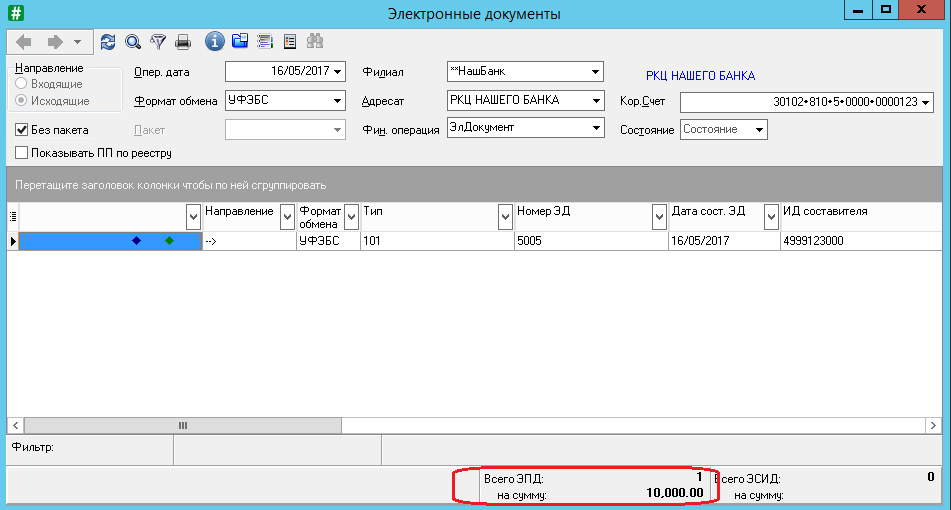 Электронные документы
Направление
Входящие
Исходящие
Без пакета
Показывать ПП по реестру
Опер. дата 16/05/2017
Формат обмена УФЭБС
Пакет
Филиал **НашБанк
Адресат РКЦ НАШЕГО БАНКА
Фин. операция ЭлДокумент
РКЦ НАШЕГО БАНКА
Кор.Счет 30102*810*5*0000*0000123
Состояние Состояние
Перетащите заголовок колонки чтобы по ней сгруппировать
Направление Формат обмена Тип Номер ЭД Дата сост. ЭД ИД составителя
--> УФЭБС 101 5005 16/05/2017 4999123000
Фильтр:
Всего ЭПД: 1 Всего ЭСИД: 0
на сумму: 10,000.00 на сумму: